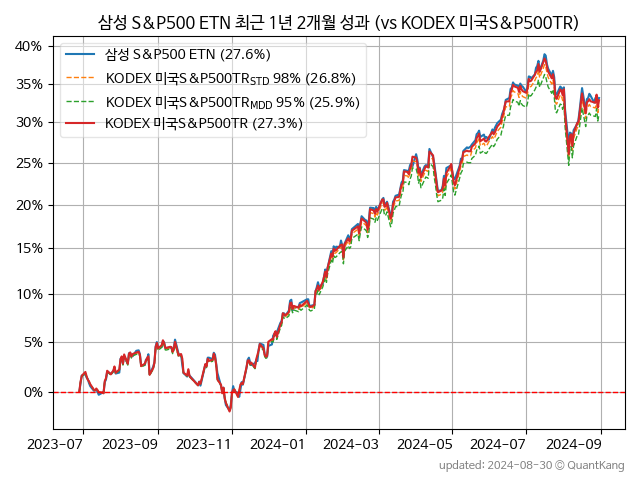 삼성 S&P500 ETN 최근 1년 2개월 성과 (vs KODEX 미국S&P500TR)
40%
35%
30%
25%
20%
15%
10%
5%
0%
삼성 S&P500 ETN (27.6%)
KODEX 미국S&P500TR_STD 98% (26.8%)
KODEX 미국S&P500TR_MDD 95% (25.9%)
KODEX 미국S&P500TR (27.3%)
2023-07 2023-09 2023-11 2024-01 2024-03 2024-05 2024-07 2024-09
updated: 2024-08-30 © QuantKang